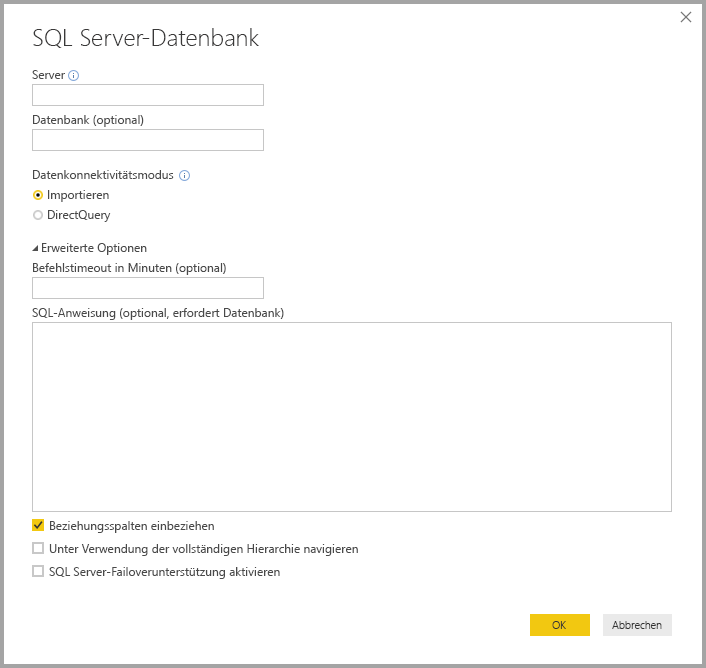 SQL Server-Datenbank
Server
Datenbank (optional)
Datenkonnektivitätsmodus
Importieren
DirectQuery
Erweiterte Optionen
Befehlstimeout in Minuten (optional)
SQL-Anweisung (optional, erfordert Datenbank)
Beziehungsspalten einbeziehen
Unter Verwendung der vollständigen Hierarchie navigieren
SQL Server-Failoverunterstützung aktivieren
OK Abbrechen